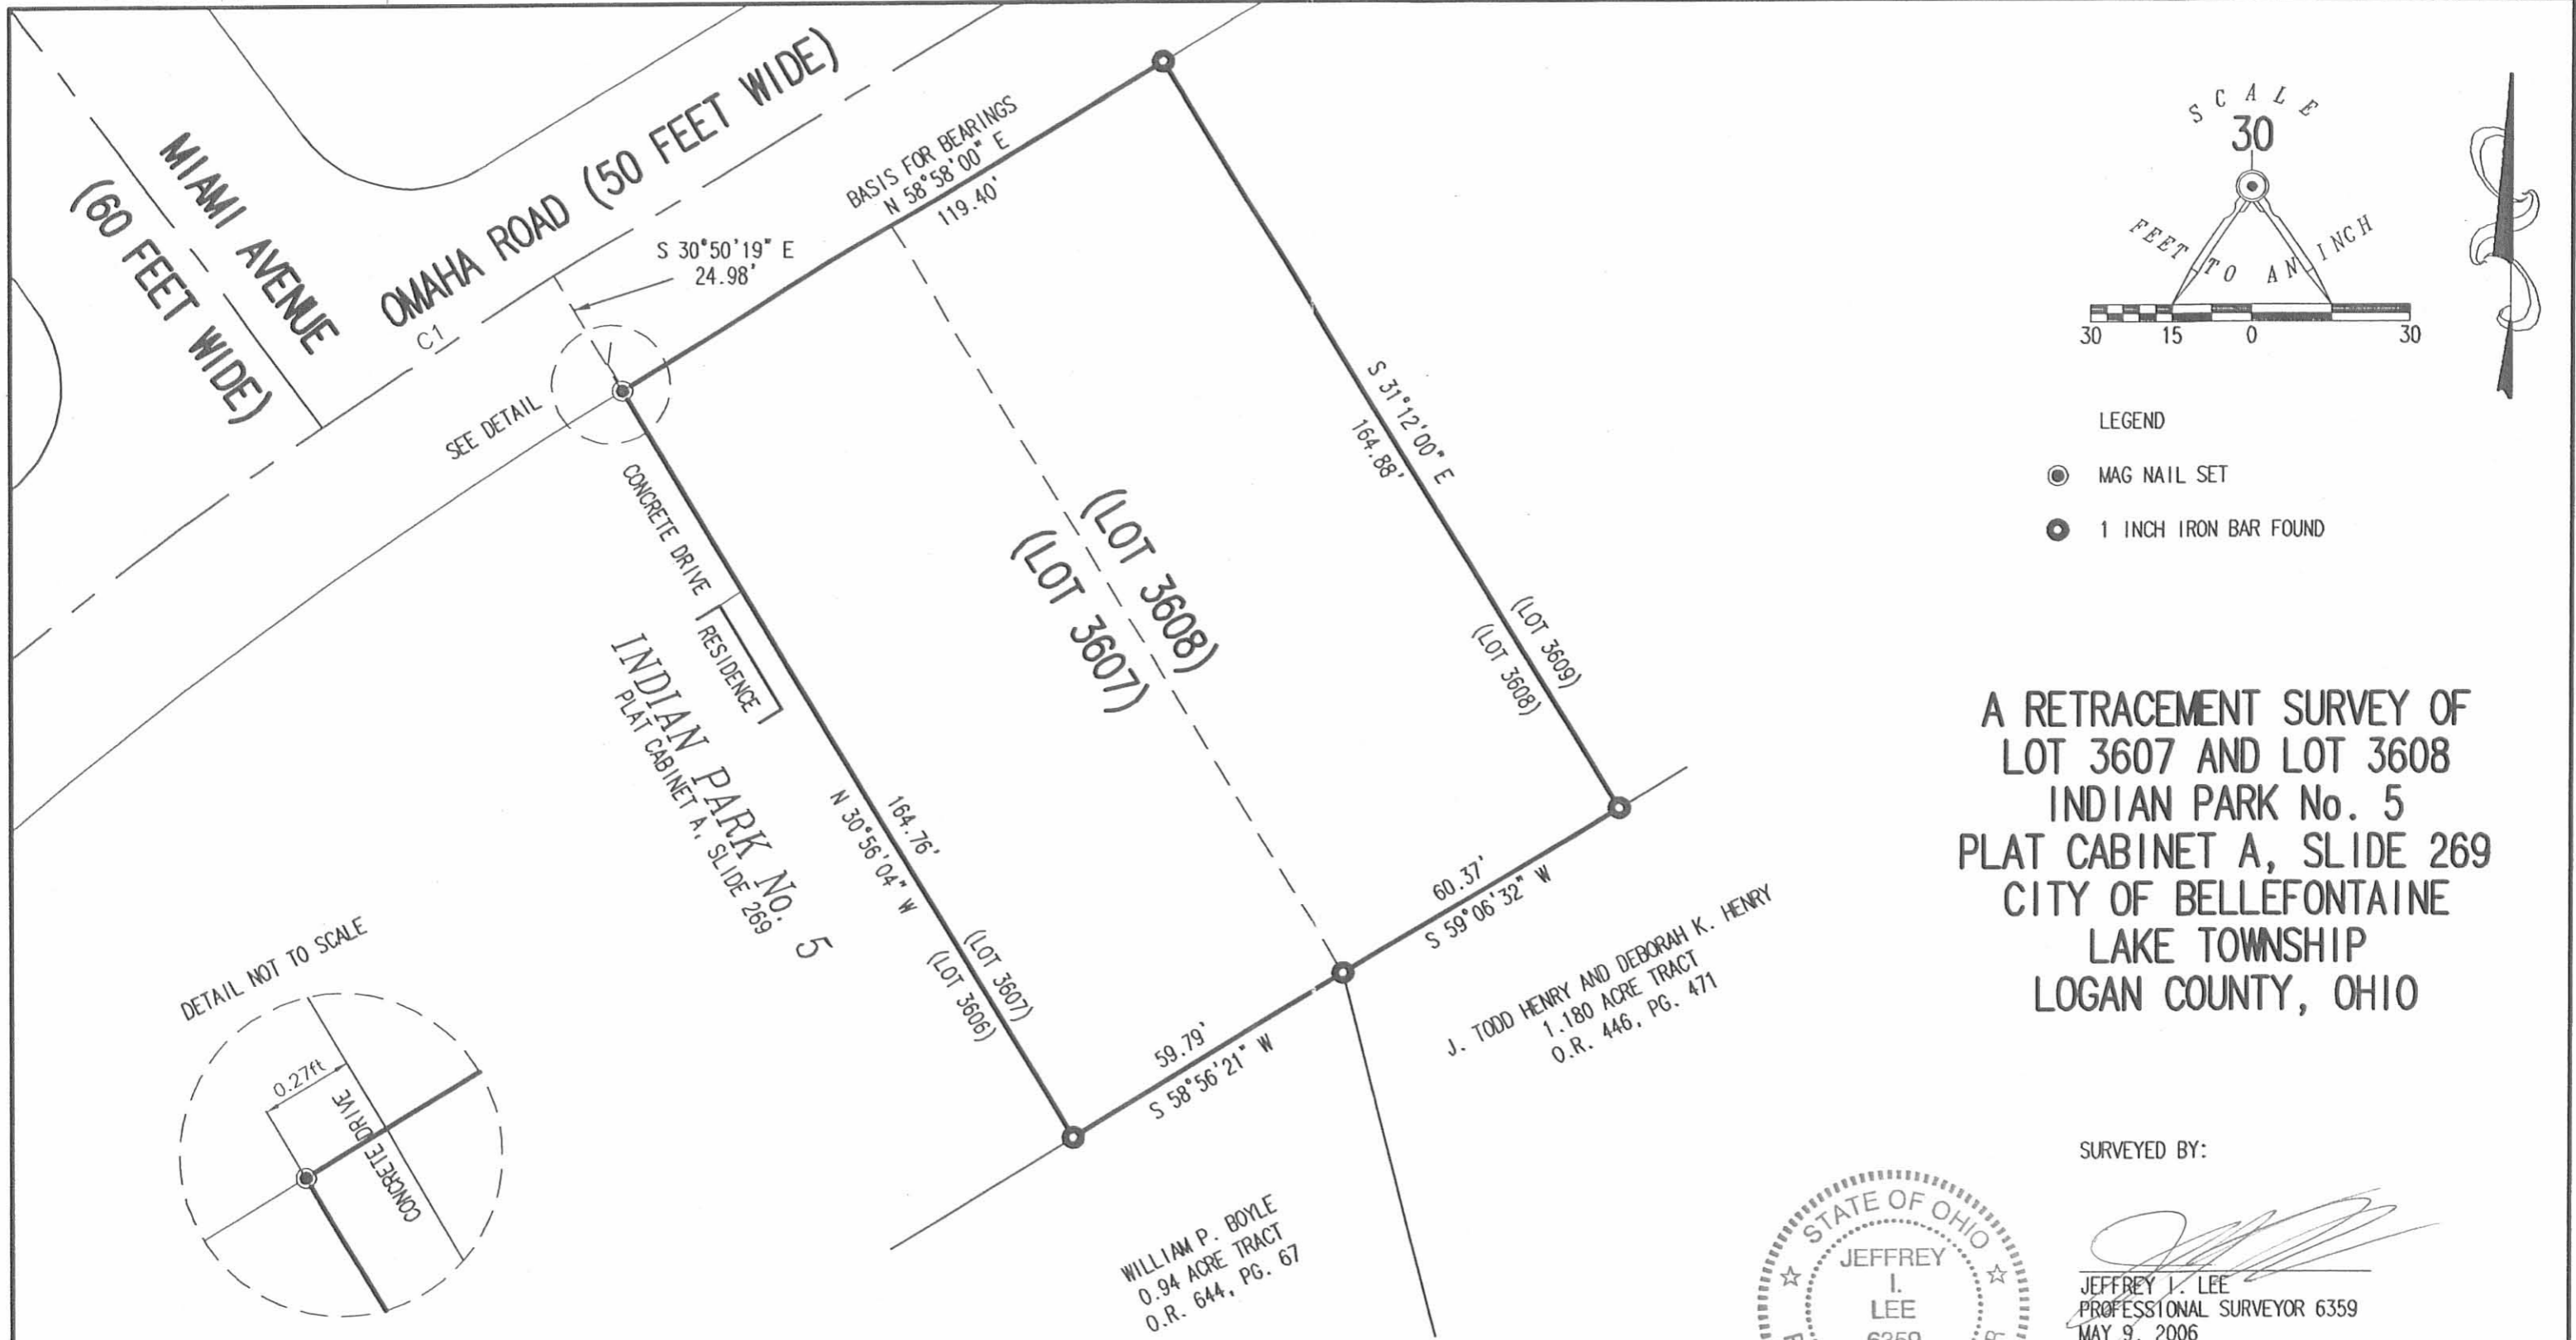 MIAMI AVENUE
(60 FEET WIDE)
OMAHA ROAD (50 FEET WIDE)
C1
BASIS FOR BEARINGS
N 58°58'00" E
119.40'
S 30°50'19" E
24.98'
SEE DETAIL
CONCRETE DRIVE
RESIDENCE
INDIAN PARK No. 5
PLAT CABINET A, SLIDE 269
(LOT 3608)
(LOT 3607)
S 31°12'00" E
164.88'
(LOT 3609)
(LOT 3608)
164.76'
N 30°56'04" W
(LOT 3607)
(LOT 3606)
60.37'
S 59°06'32" W
59.79'
S 58°56'21" W
J. TODD HENRY AND DEBORAH K. HENRY
1.180 ACRE TRACT
O.R. 446, PG. 471
WILLIAM P. BOYLE
0.94 ACRE TRACT
O.R. 644, PG. 67
DETAIL NOT TO SCALE
0.27ft
CONCRETE DRIVE
SCALE
30
FEET TO AN INCH
30 15 0 30
LEGEND
MAG NAIL SET
1 INCH IRON BAR FOUND
A RETRACEMENT SURVEY OF
LOT 3607 AND LOT 3608
INDIAN PARK No. 5
PLAT CABINET A, SLIDE 269
CITY OF BELLEFONTAINE
LAKE TOWNSHIP
LOGAN COUNTY, OHIO
SURVEYED BY:
JEFFREY I. LEE
PROFESSIONAL SURVEYOR 6359
MAY 9, 2006
STATE OF OHIO
JEFFREY
I.
LEE
6359